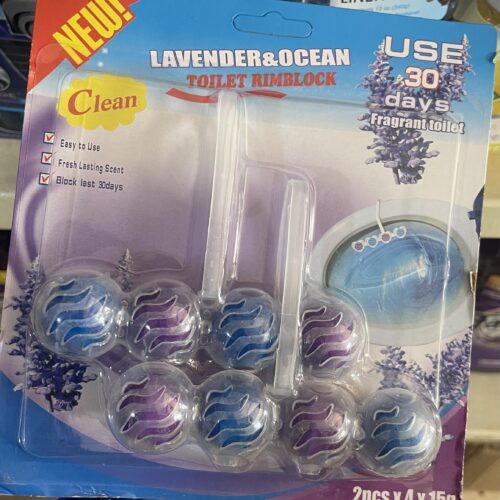 NEW!
LAVENDER&OCEAN
TOILET RIMBLOCK
USE
30
days
Fragrant toilet
Clean
Easy to Use
Fresh Lasting Scent
Block last 30days
2pcs x 4 x 15g